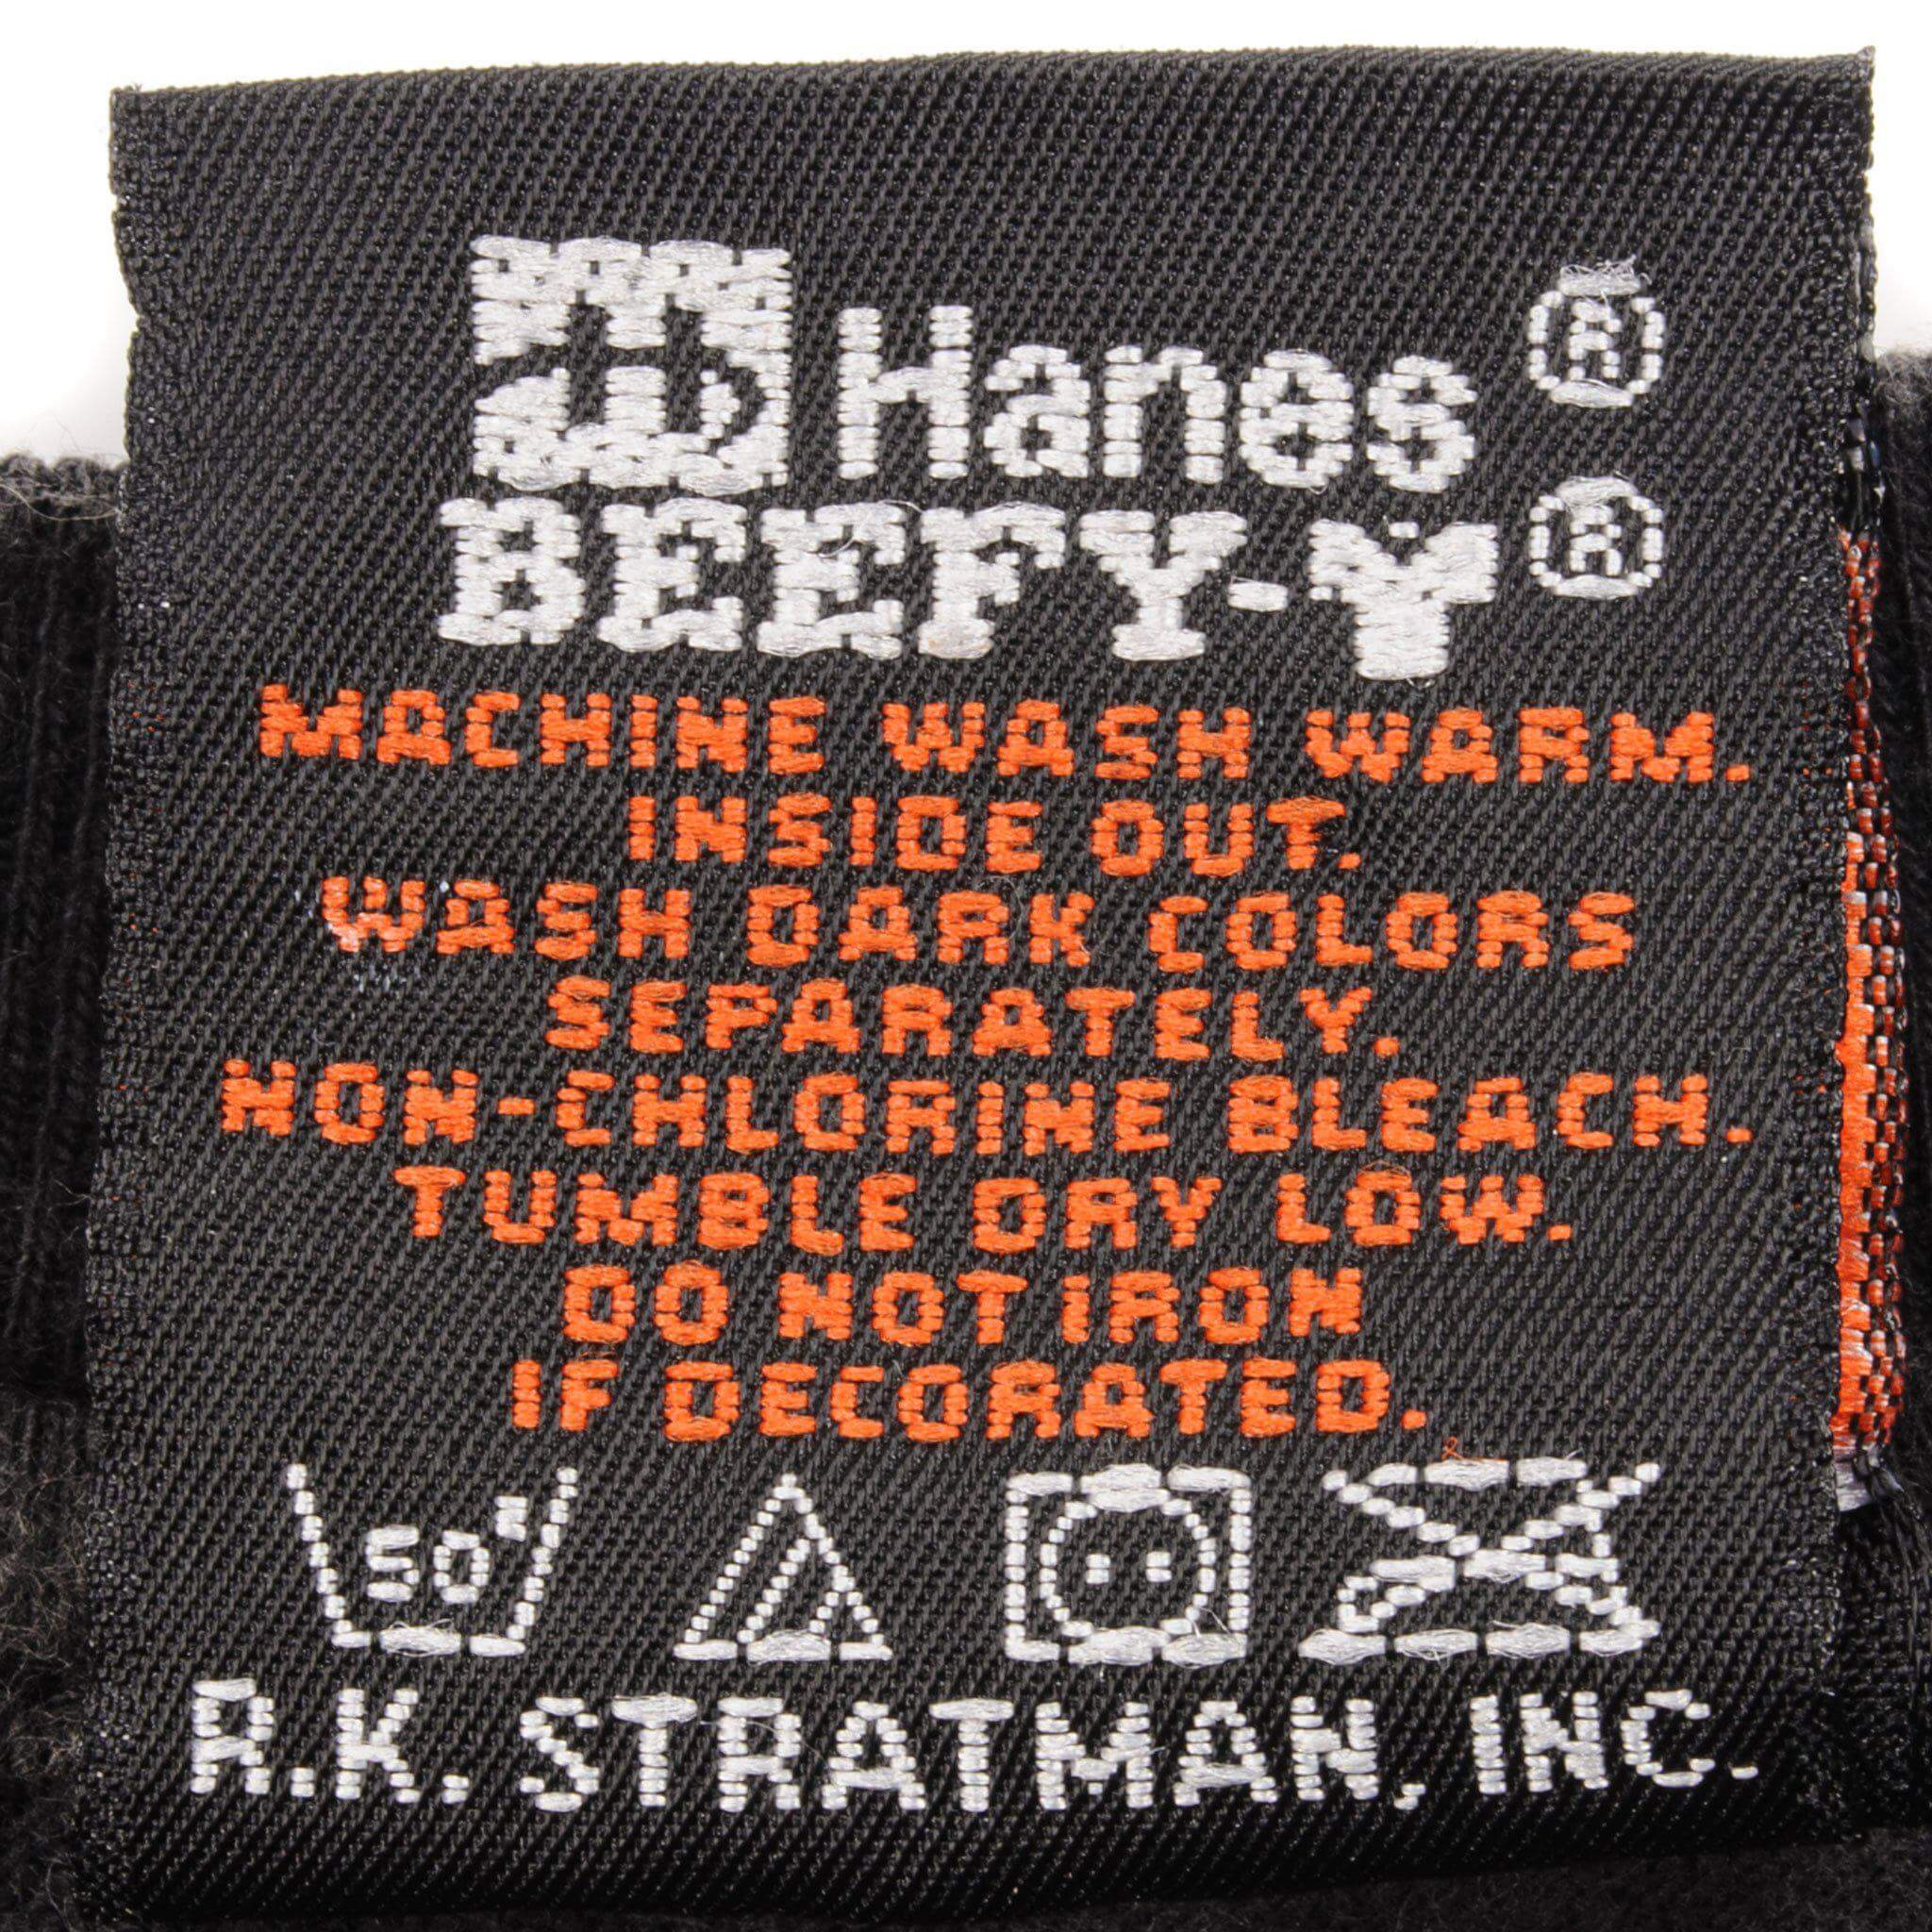 Hanes®
BEEFY-T®
MACHINE WASH WARM.
INSIDE OUT.
WASH DARK COLORS
SEPARATELY.
NON-CHLORINE BLEACH.
TUMBLE DRY LOW.
DO NOT IRON
IF DECORATED.
50°
R.K. STRATMAN, INC.